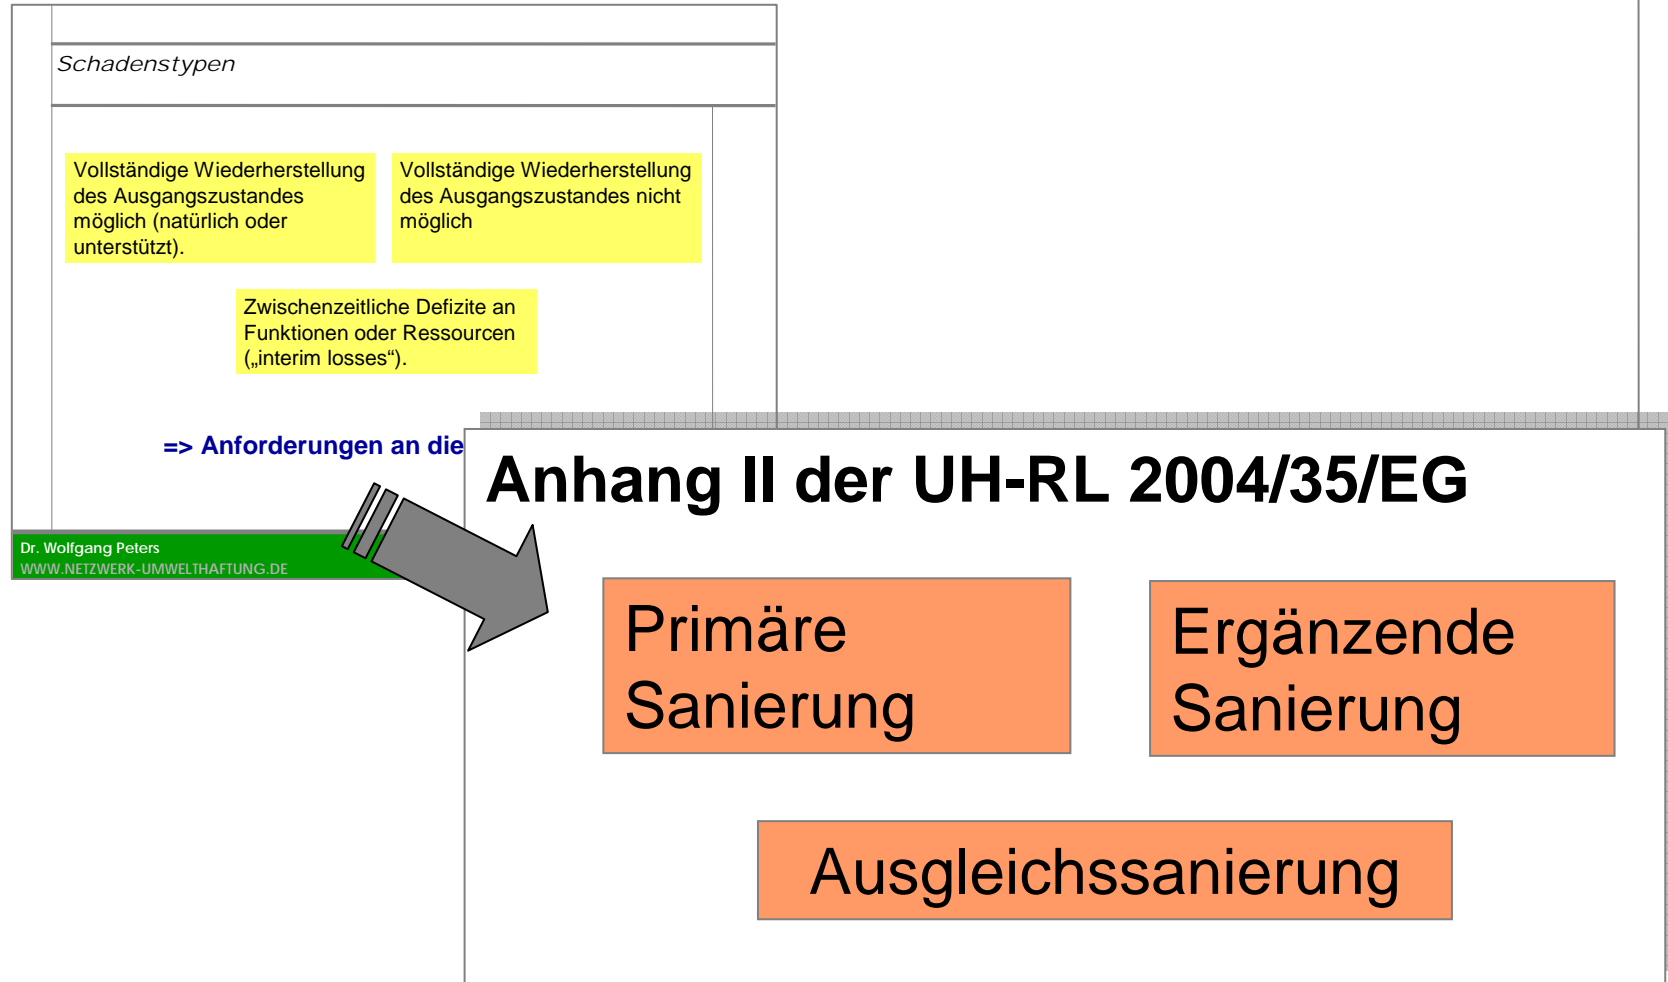 Schadenstypen
Vollständige Wiederherstellung
des Ausgangszustandes
möglich (natürlich oder
unterstützt).
Vollständige Wiederherstellung
des Ausgangszustandes nicht
möglich
Zwischenzeitliche Defizite an
Funktionen oder Ressourcen
(„interim losses“).
=> Anforderungen an die
Dr. Wolfgang Peters
WWW.NETZWERK-UMWELTHAFTUNG.DE
Anhang II der UH-RL 2004/35/EG
Primäre
Sanierung
Ergänzende
Sanierung
Ausgleichssanierung